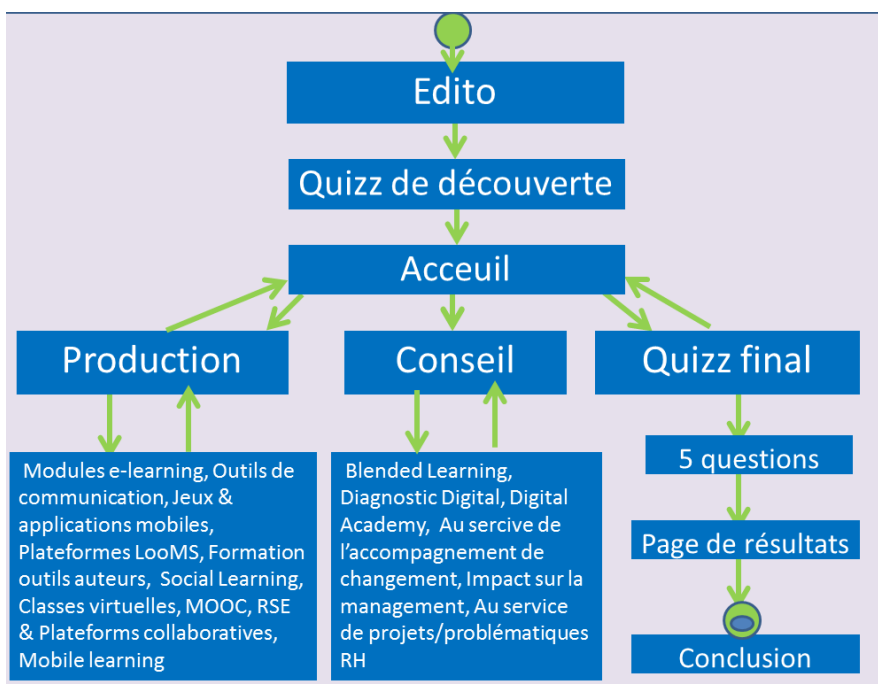 Edito
Quizz de découverte
Acceuil
Production
Conseil
Quizz final
Modules e-learning, Outils de
communication, Jeux &
applications mobiles,
Plateformes LooMS, Formation
outils auteurs, Social Learning,
Classes virtuelles, MOOC, RSE
& Plateforms collaboratives,
Mobile learning
Blended Learning,
Diagnostic Digital, Digital
Academy, Au sercive de
l’accompagnement de
changement, Impact sur la
management, Au service
de projets/problématiques
RH
5 questions
Page de résultats
Conclusion